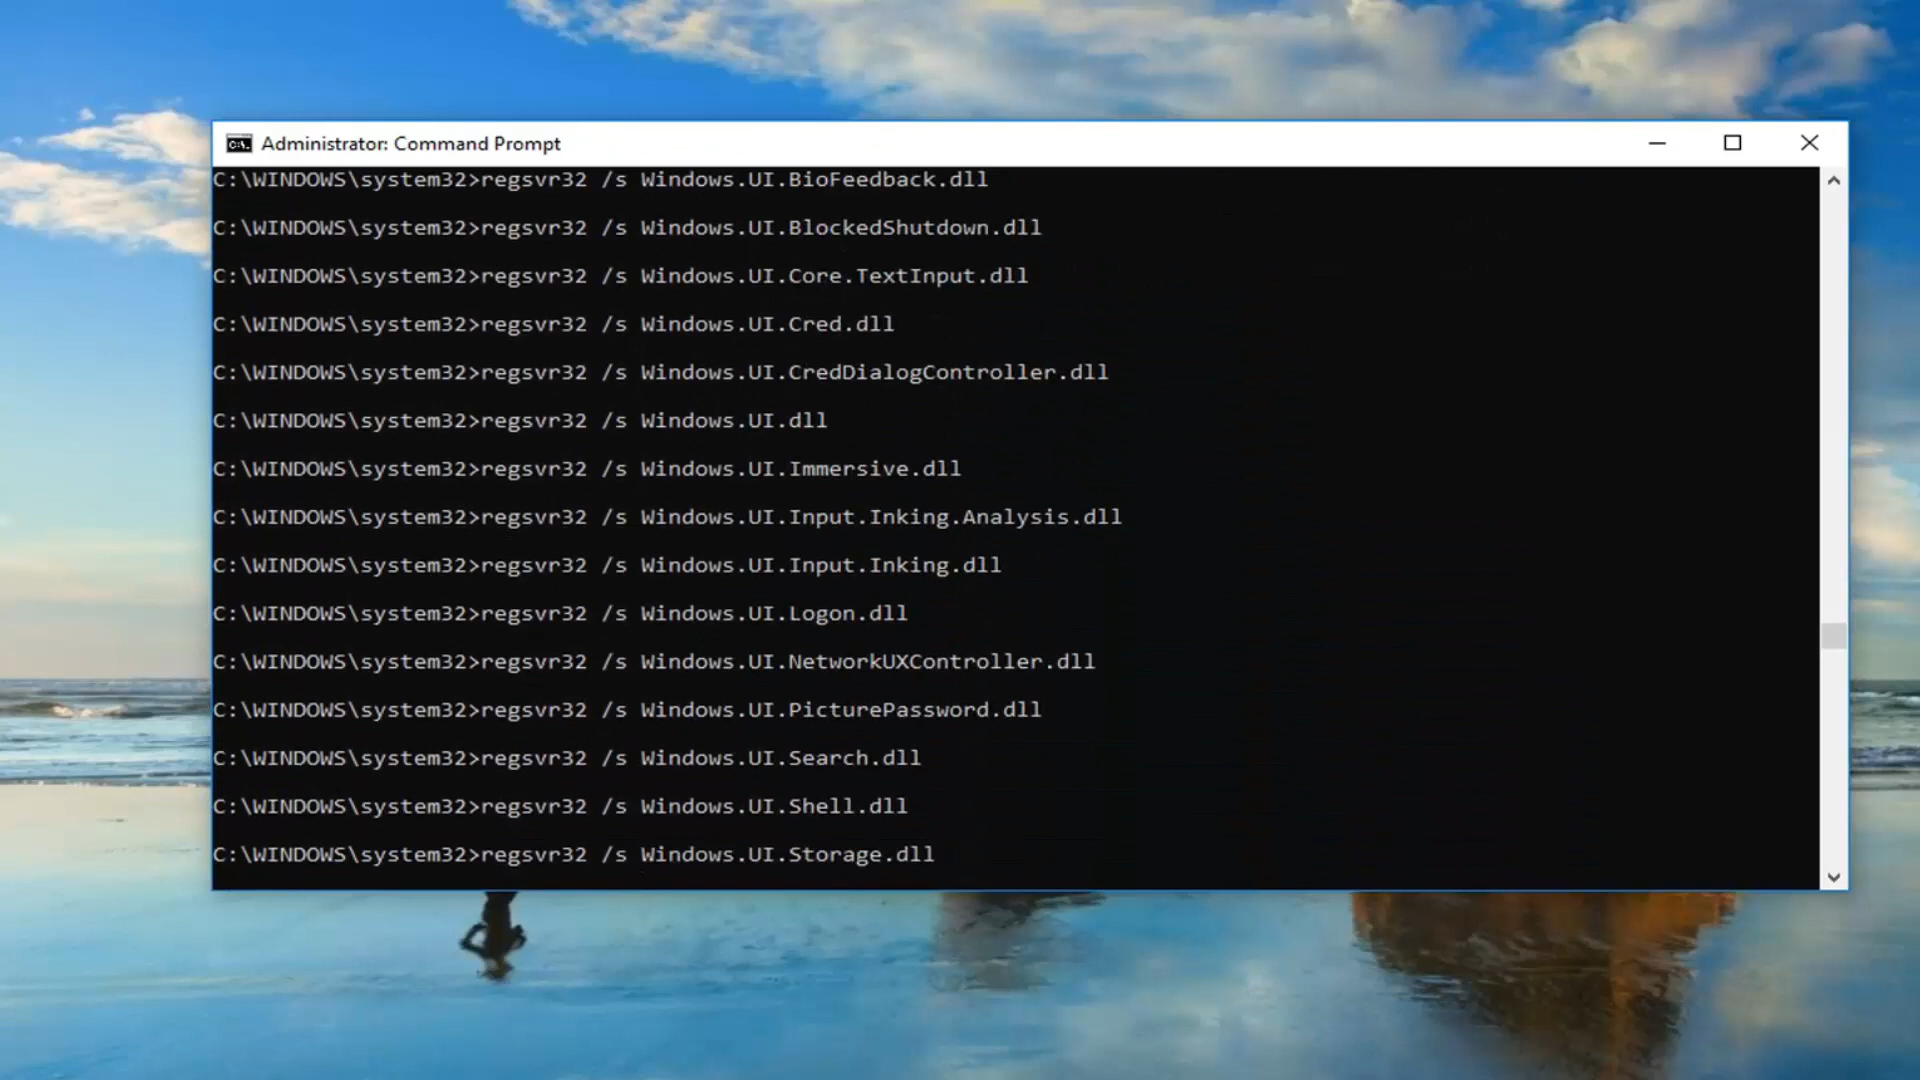 Administrator: Command Prompt
C:\WINDOWS\system32>regsvr32 /s Windows.UI.BioFeedback.dll
C:\WINDOWS\system32>regsvr32 /s Windows.UI.BlockedShutdown.dll
C:\WINDOWS\system32>regsvr32 /s Windows.UI.Core.TextInput.dll
C:\WINDOWS\system32>regsvr32 /s Windows.UI.Cred.dll
C:\WINDOWS\system32>regsvr32 /s Windows.UI.CredDialogController.dll
C:\WINDOWS\system32>regsvr32 /s Windows.UI.dll
C:\WINDOWS\system32>regsvr32 /s Windows.UI.Immersive.dll
C:\WINDOWS\system32>regsvr32 /s Windows.UI.Input.Inking.Analysis.dll
C:\WINDOWS\system32>regsvr32 /s Windows.UI.Input.Inking.dll
C:\WINDOWS\system32>regsvr32 /s Windows.UI.Logon.dll
C:\WINDOWS\system32>regsvr32 /s Windows.UI.NetworkUXController.dll
C:\WINDOWS\system32>regsvr32 /s Windows.UI.PicturePassword.dll
C:\WINDOWS\system32>regsvr32 /s Windows.UI.Search.dll
C:\WINDOWS\system32>regsvr32 /s Windows.UI.Shell.dll
C:\WINDOWS\system32>regsvr32 /s Windows.UI.Storage.dll